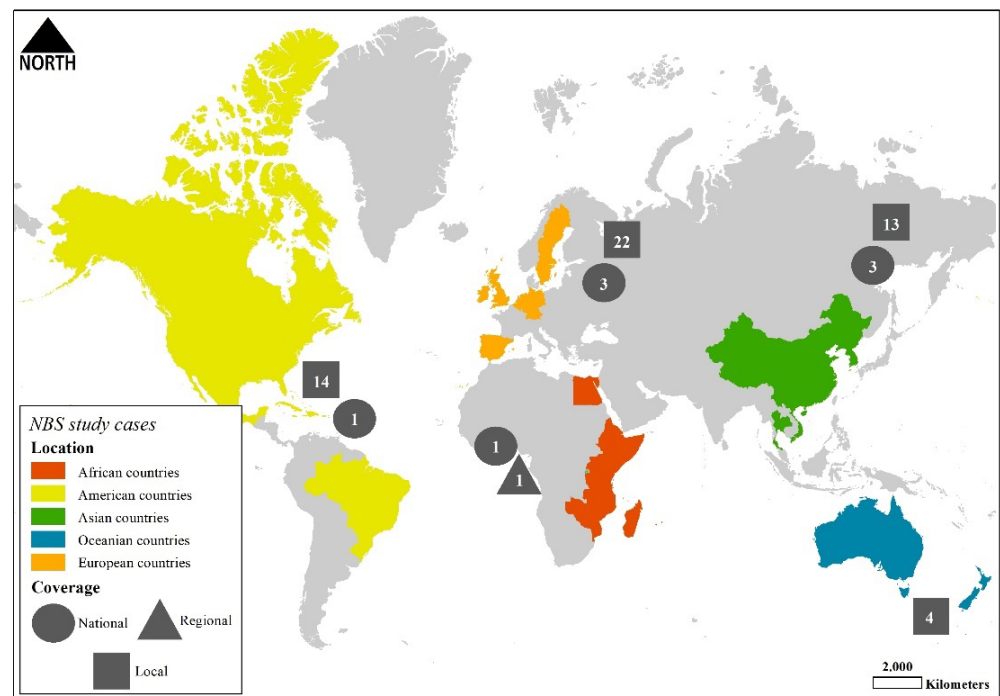 NORTH
13
22
3
3
14
1
1
1
4
NBS study cases
Location
African countries
American countries
Asian countries
Oceanian countries
European countries
Coverage
National
Regional
Local
2,000
Kilometers